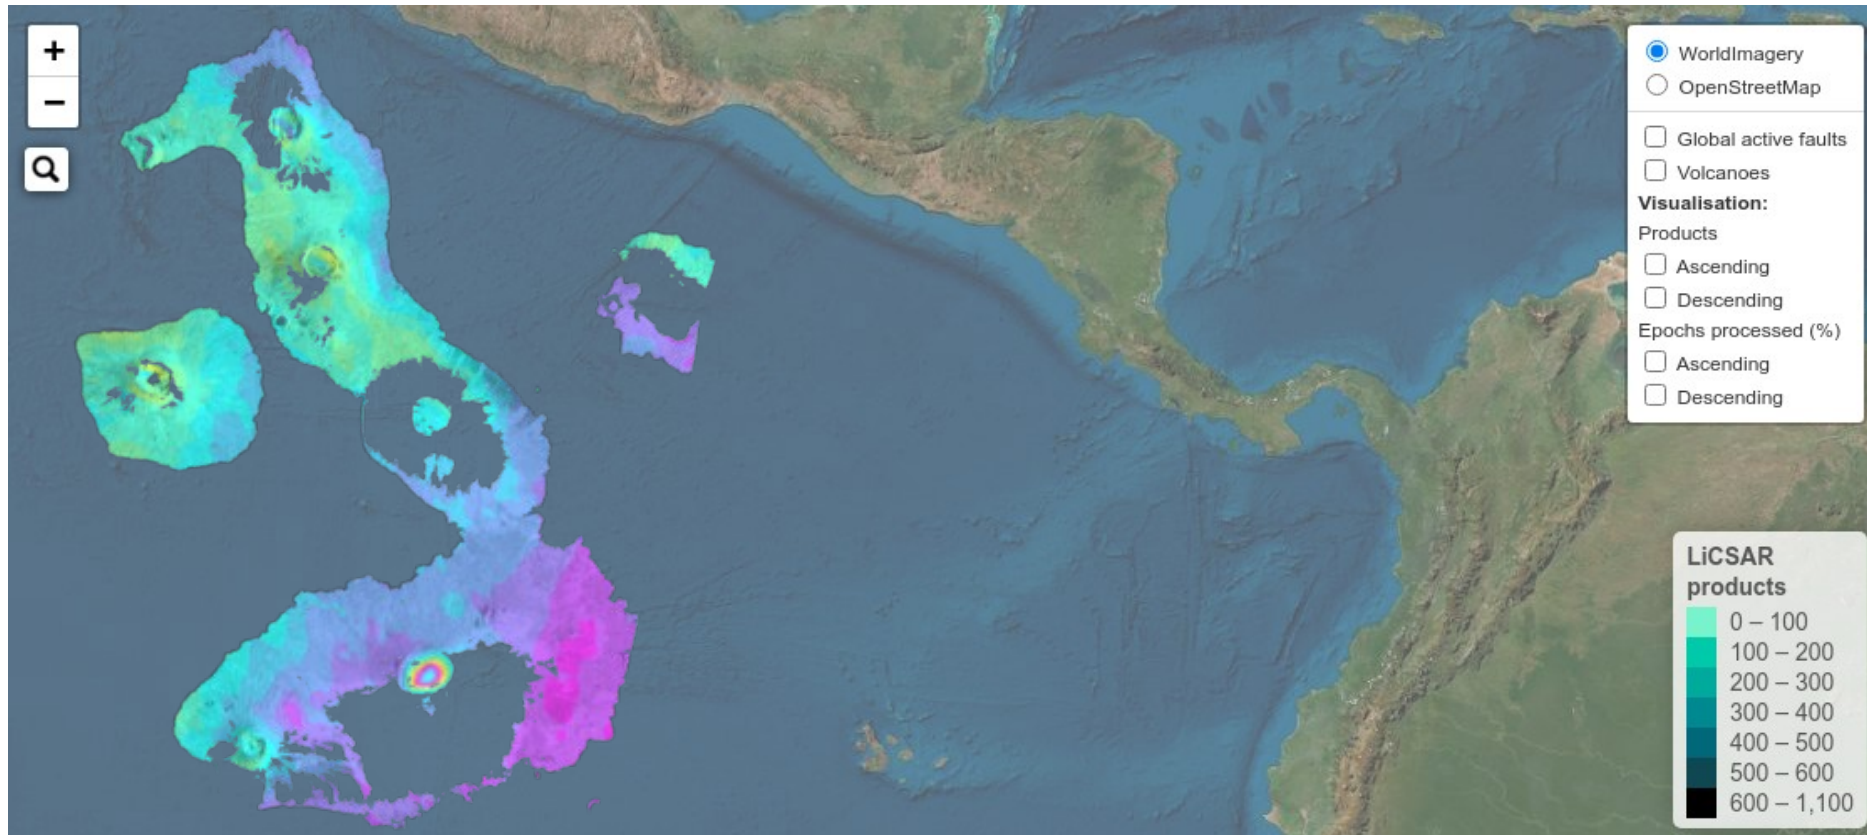 +
−
WorldImagery
OpenStreetMap
Global active faults
Volcanoes
Visualisation:
Products
Ascending
Descending
Epochs processed (%)
Ascending
Descending
LiCSAR
products
0 – 100
100 – 200
200 – 300
300 – 400
400 – 500
500 – 600
600 – 1,100